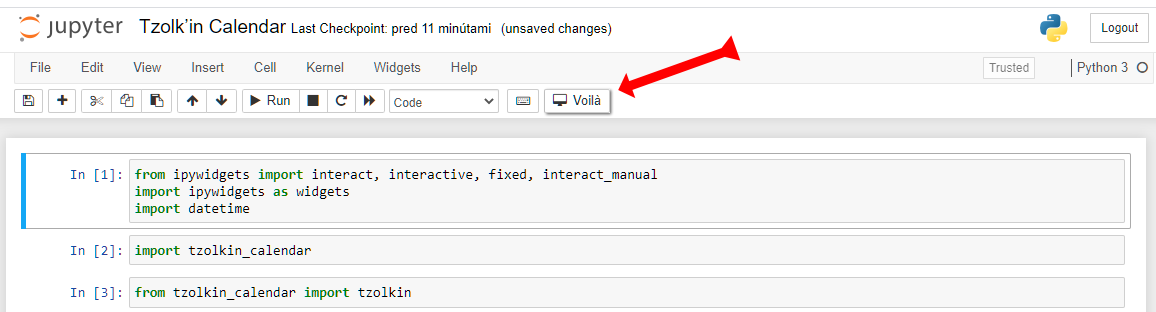 jupyter Tzolk’in Calendar Last Checkpoint: pred 11 minútami (unsaved changes) Logout
File Edit View Insert Cell Kernel Widgets Help Trusted Python 3
Run Code Voilà
In [1]: from ipywidgets import interact, interactive, fixed, interact_manual
import ipywidgets as widgets
import datetime
In [2]: import tzolkin_calendar
In [3]: from tzolkin_calendar import tzolkin